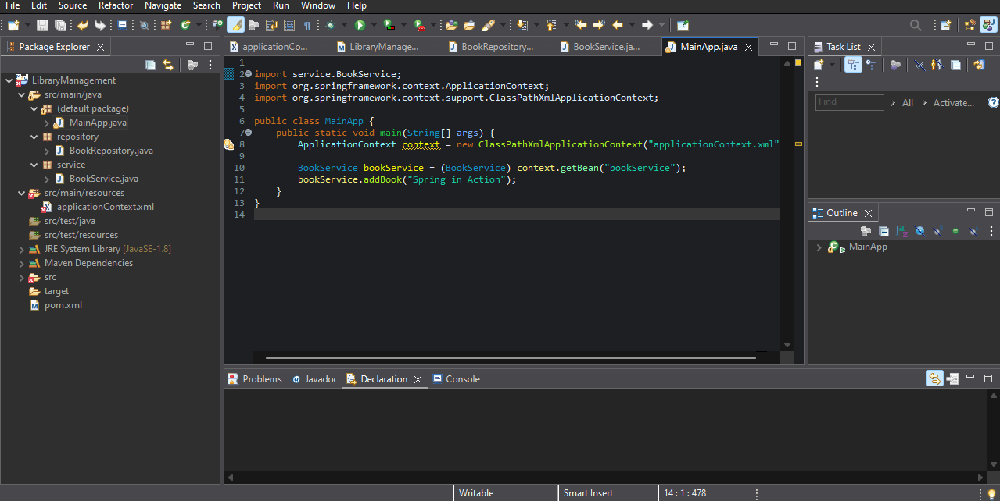 File Edit Source Refactor Navigate Search Project Run Window Help
Package Explorer
LibraryManagement
src/main/java
(default package)
MainApp.java
repository
BookRepository.java
service
BookService.java
src/main/resources
applicationContext.xml
src/test/java
src/test/resources
JRE System Library [JavaSE-1.8]
Maven Dependencies
src
target
pom.xml
applicationCo... LibraryManage... BookRepository.... BookService.ja... MainApp.java
1
2 import service.BookService;
3 import org.springframework.context.ApplicationContext;
4 import org.springframework.context.support.ClassPathXmlApplicationContext;
5
6 public class MainApp {
7 public static void main(String[] args) {
8 ApplicationContext context = new ClassPathXmlApplicationContext("applicationContext.xml"
9
10 BookService bookService = (BookService) context.getBean("bookService");
11 bookService.addBook("Spring in Action");
12 }
13 }
14
Task List
Find All Activate...
Outline
MainApp
Problems Javadoc Declaration Console
Writable Smart Insert 14 : 1 : 478